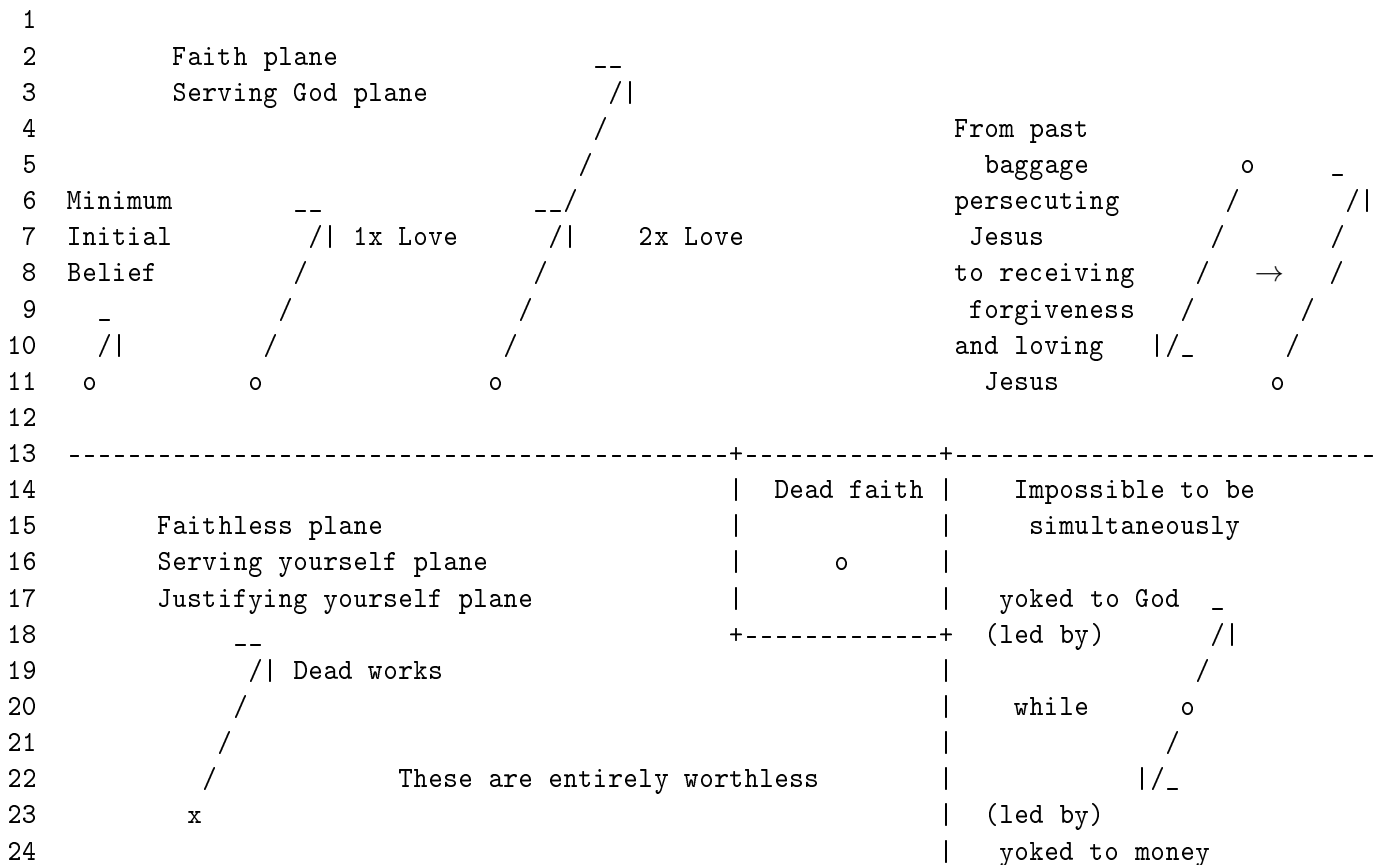 1
2         Faith plane                 __
3         Serving God plane            /|
4                                     /                       From past
5                                    /                          baggage          o     _
6  Minimum        __              __/                         persecuting       /       /|
7  Initial         /| 1x Love      /|    2x Love               Jesus           /       /
8  Belief         /               /                           to receiving    /   →   /
9    _           /               /                             forgiveness   /       /
10   /|         /               /                             and loving   |/_      /
11  o          o               o                                Jesus              o
12
13 --------------------------------------------+-------------+----------------------------
14                                             |  Dead faith |    Impossible to be
15       Faithless plane                       |             |     simultaneously
16       Serving yourself plane                |      o      |
17       Justifying yourself plane             |             |   yoked to God  _
18            __                               +-------------+  (led by)       /|
19             /| Dead works                                 |                /
20            /                                              |    while      o
21           /                                               |              /
22          /            These are entirely worthless        |            |/_
23         x                                                 |  (led by)
24                                                           |   yoked to money